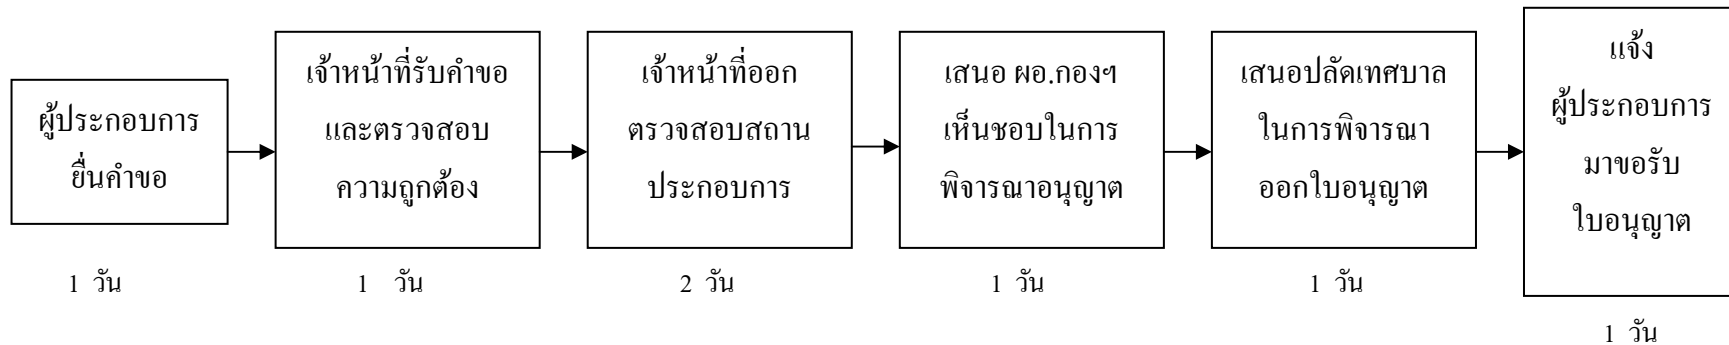 ผู้ประกอบการ
ยื่นคำขอ
1 วัน
เจ้าหน้าที่รับคำขอ
และตรวจสอบ
ความถูกต้อง
1 วัน
เจ้าหน้าที่ออก
ตรวจสอบสถาน
ประกอบการ
2 วัน
เสนอ ผอ.กองฯ
เห็นชอบในการ
พิจารณาอนุญาต
1 วัน
เสนอปลัดเทศบาล
ในการพิจารณา
ออกใบอนุญาต
1 วัน
แจ้ง
ผู้ประกอบการ
มาขอรับ
ใบอนุญาต
1 วัน